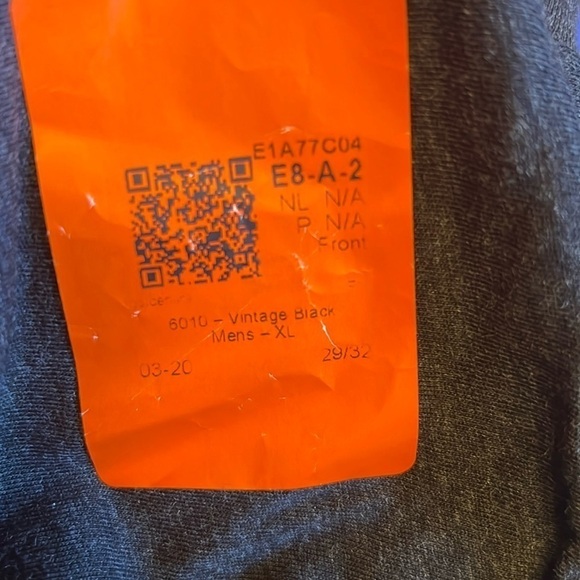 E1A77C04
E8-A-2
NL N/A
P N/A
Front
6010 – Vintage Black
Mens – XL
03-20 29/32